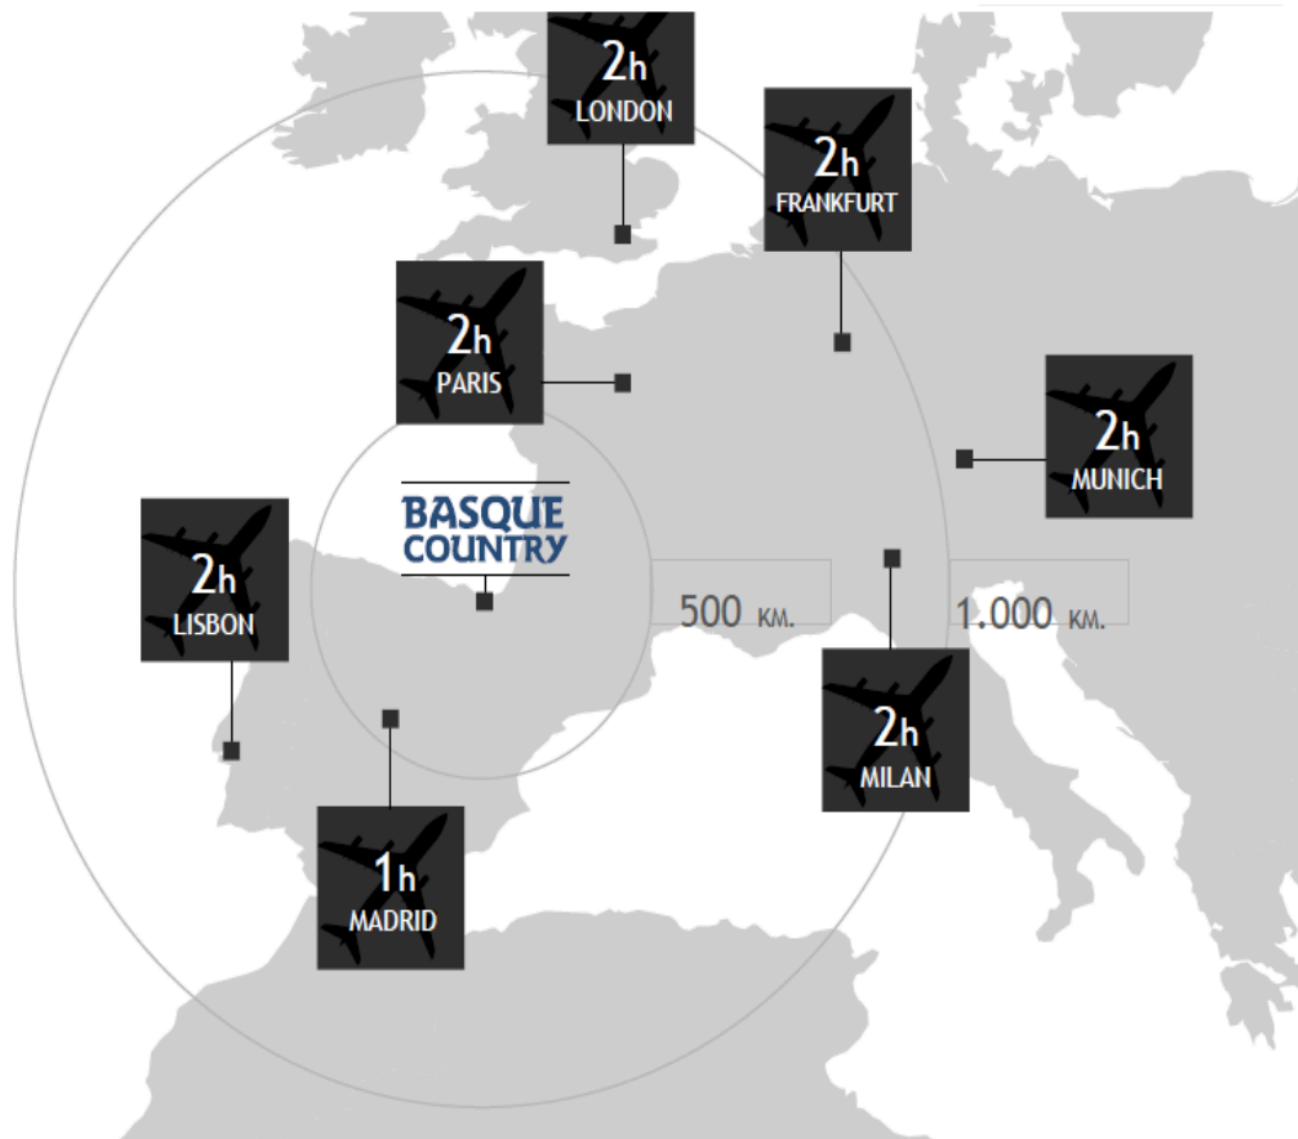 2h
LONDON
2h
FRANKFURT
2h
PARIS
2h
MUNICH
BASQUE
COUNTRY
2h
LISBON
500 KM.
1.000 KM.
2h
MILAN
1h
MADRID